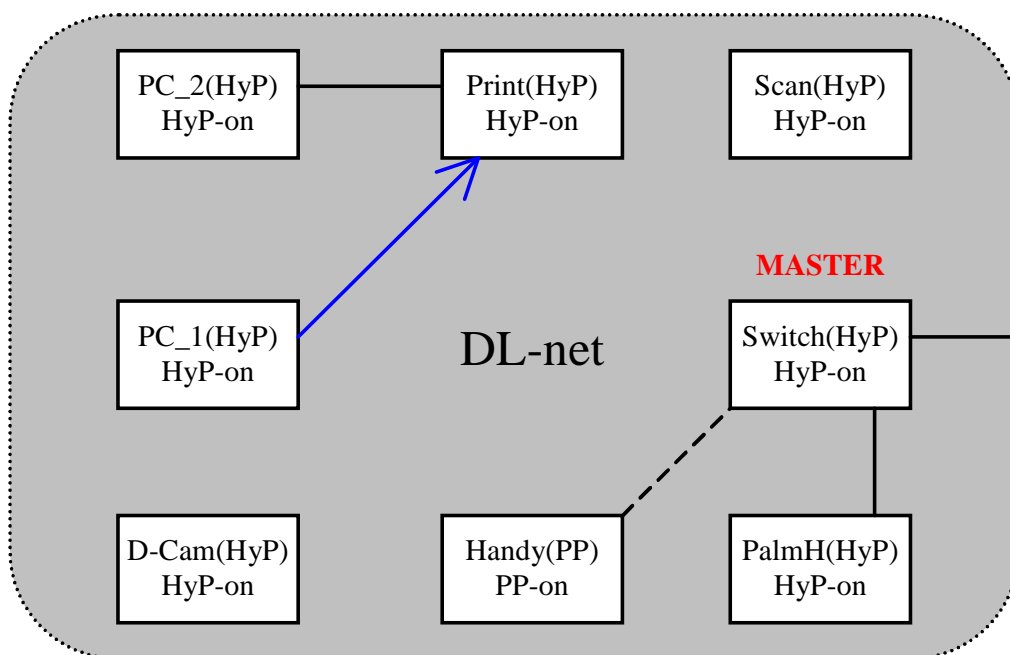 PC_2(HyP)
HyP-on
Print(HyP)
HyP-on
Scan(HyP)
HyP-on
MASTER
PC_1(HyP)
HyP-on
DL-net
Switch(HyP)
HyP-on
D-Cam(HyP)
HyP-on
Handy(PP)
PP-on
PalmH(HyP)
HyP-on